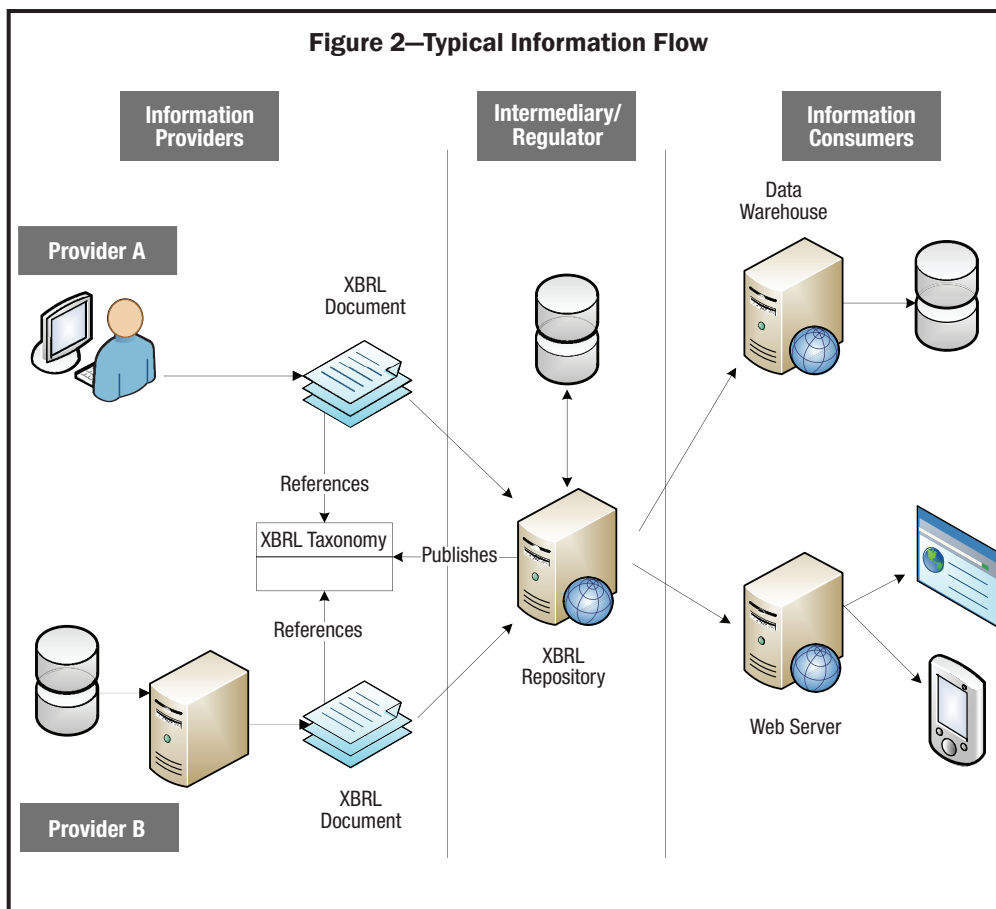 Figure 2—Typical Information Flow
Information
Providers
Intermediary/
Regulator
Information
Consumers
Data
Warehouse
Provider A
XBRL
Document
References
XBRL Taxonomy
Publishes
References
XBRL
Repository
Web Server
XBRL
Document
Provider B